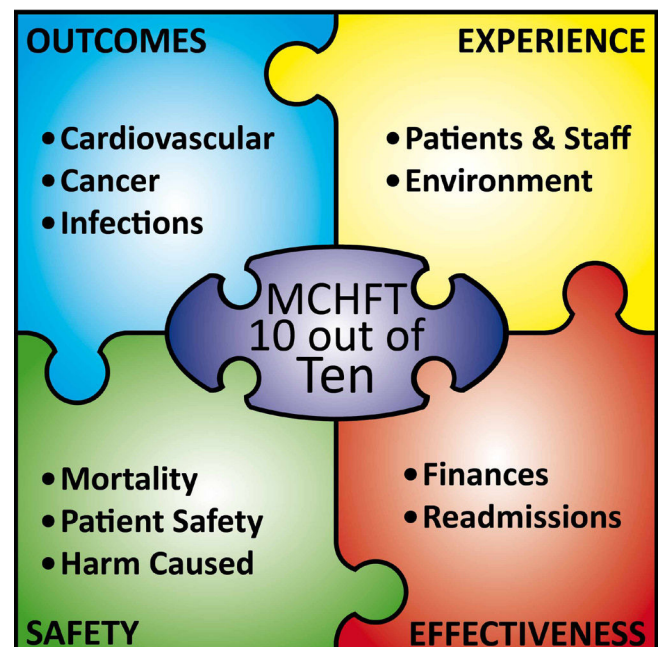 OUTCOMES
• Cardiovascular
• Cancer
• Infections
EXPERIENCE
• Patients & Staff
• Environment
MCHFT
10 out of
Ten
• Mortality
• Patient Safety
• Harm Caused
SAFETY
• Finances
• Readmissions
EFFECTIVENESS